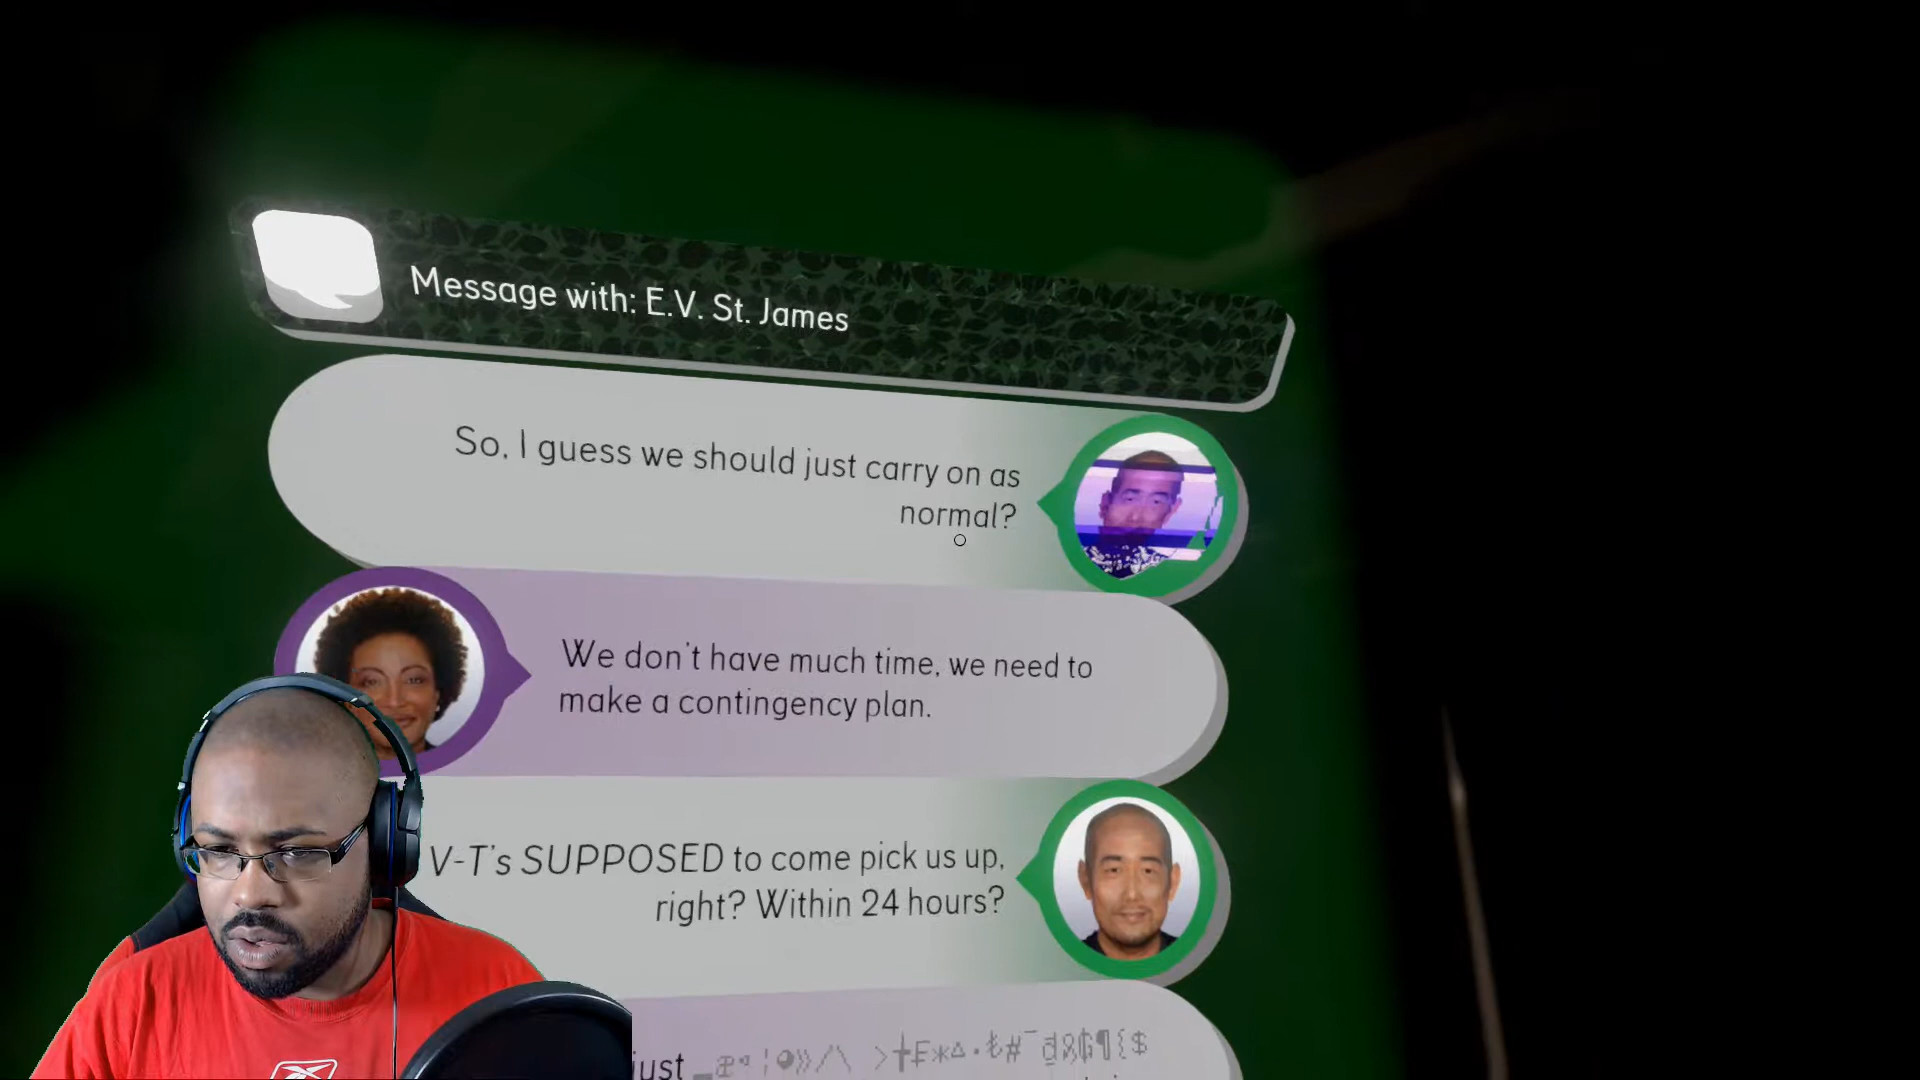 Message with: E.V. St. James
So, I guess we should just carry on as
normal?
We don't have much time, we need to
make a contingency plan.
V-T's SUPPOSED to come pick us up,
right? Within 24 hours?
just